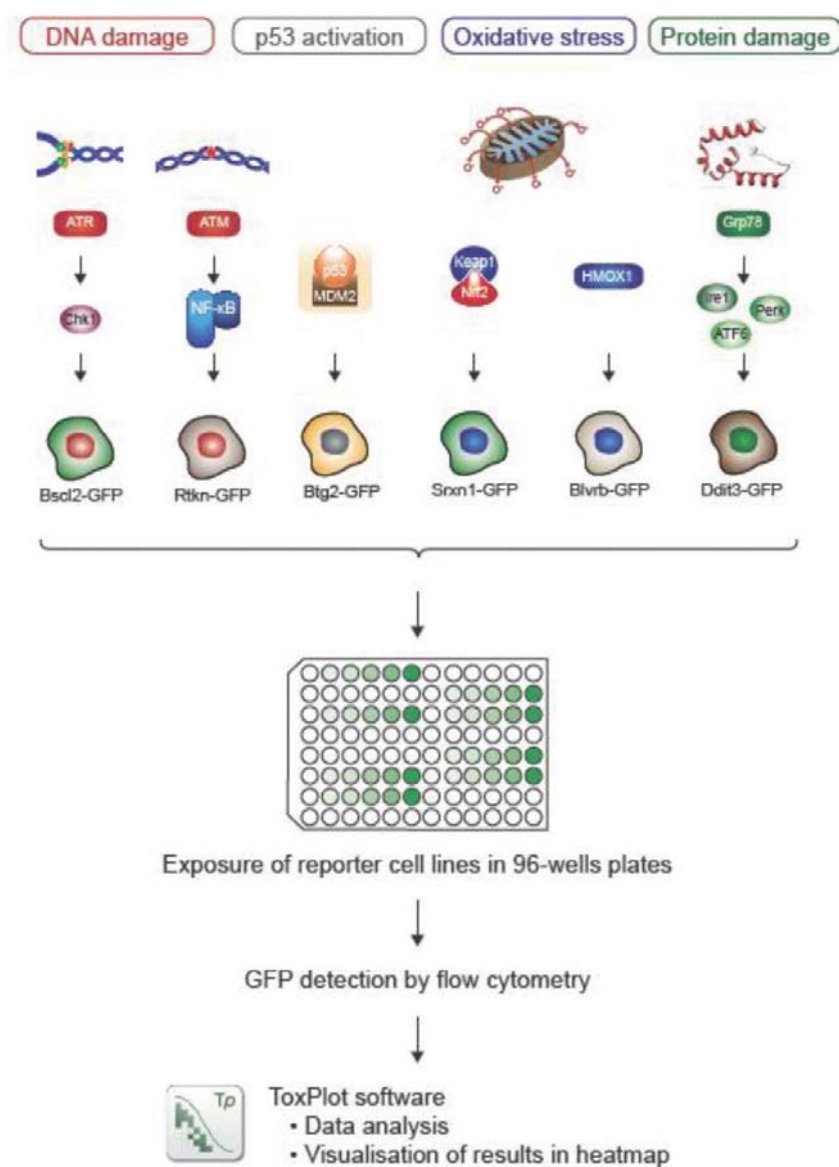 DNA damage
p53 activation
Oxidative stress
Protein damage
ATR
ATM
Grp78
p53
MDM2
Keap1
Nrf2
HMOX1
Chk1
NF-κB
Ire1
Perk
ATF6
Bscl2-GFP
Rtkn-GFP
Btg2-GFP
Srxn1-GFP
Blvrb-GFP
Ddit3-GFP
Exposure of reporter cell lines in 96-wells plates
GFP detection by flow cytometry
Tp
ToxPlot software
• Data analysis
• Visualisation of results in heatmap